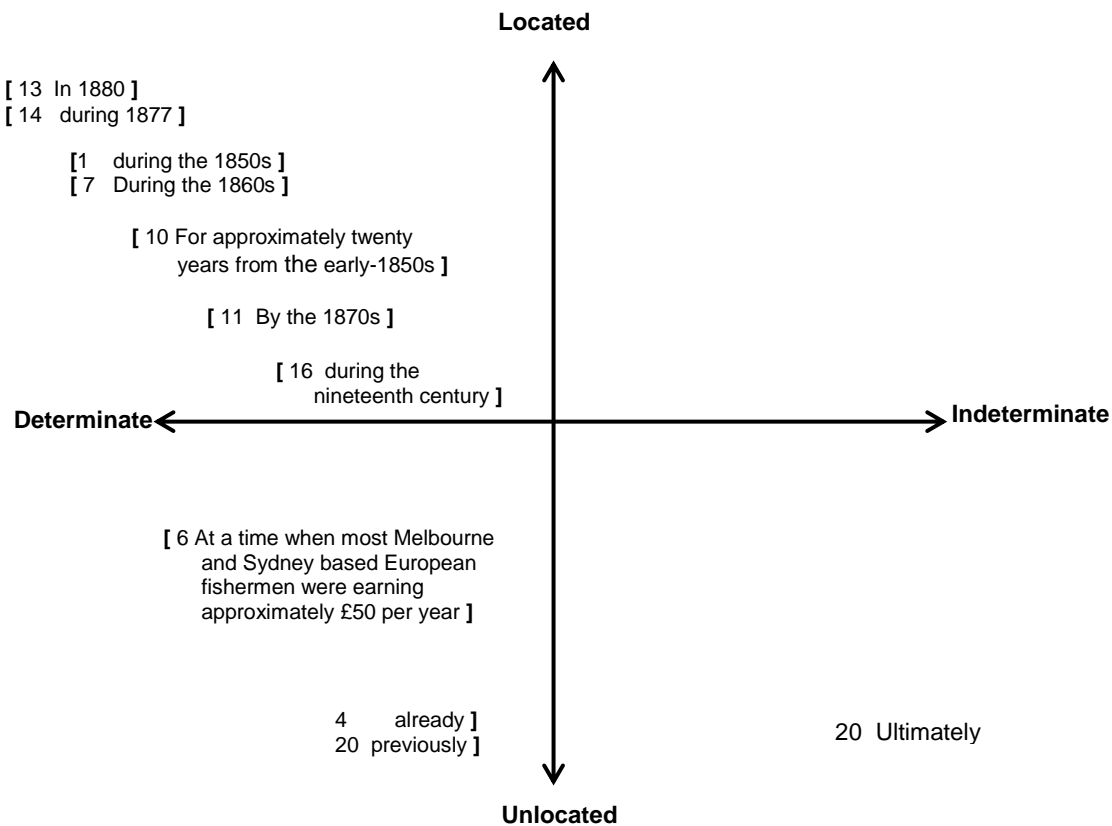 Located
[ 13 In 1880 ]
[ 14 during 1877 ]
[1 during the 1850s ]
[ 7 During the 1860s ]
[ 10 For approximately twenty
years from the early-1850s ]
[ 11 By the 1870s ]
[ 16 during the
nineteenth century ]
Determinate
Indeterminate
[ 6 At a time when most Melbourne
and Sydney based European
fishermen were earning
approximately £50 per year ]
4 already ]
20 previously ]
20 Ultimately
Unlocated